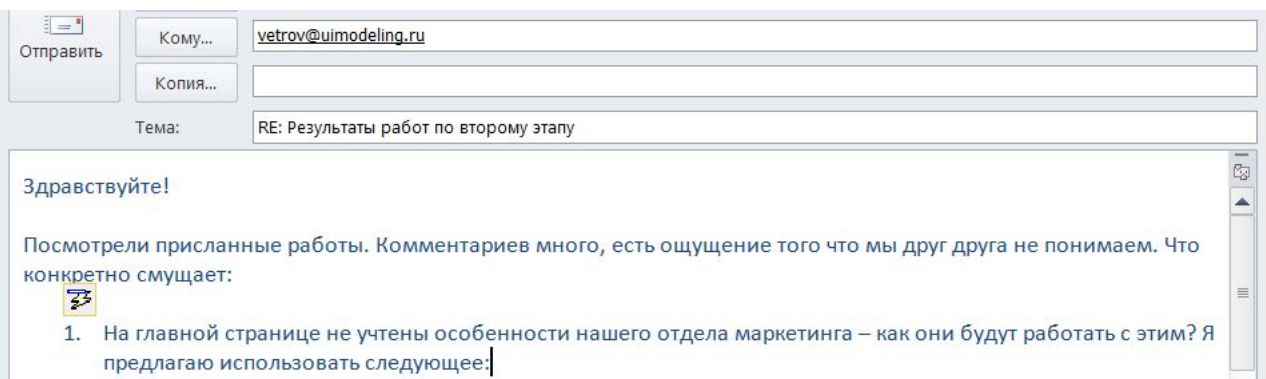 Отправить
Кому...
vetrov@uimodeling.ru
Копия...
Тема:
RE: Результаты работ по второму этапу
Здравствуйте!
Посмотрели присланные работы. Комментариев много, есть ощущение того что мы друг друга не понимаем. Что
конкретно смущает:
1. На главной странице не учтены особенности нашего отдела маркетинга – как они будут работать с этим? Я
предлагаю использовать следующее: